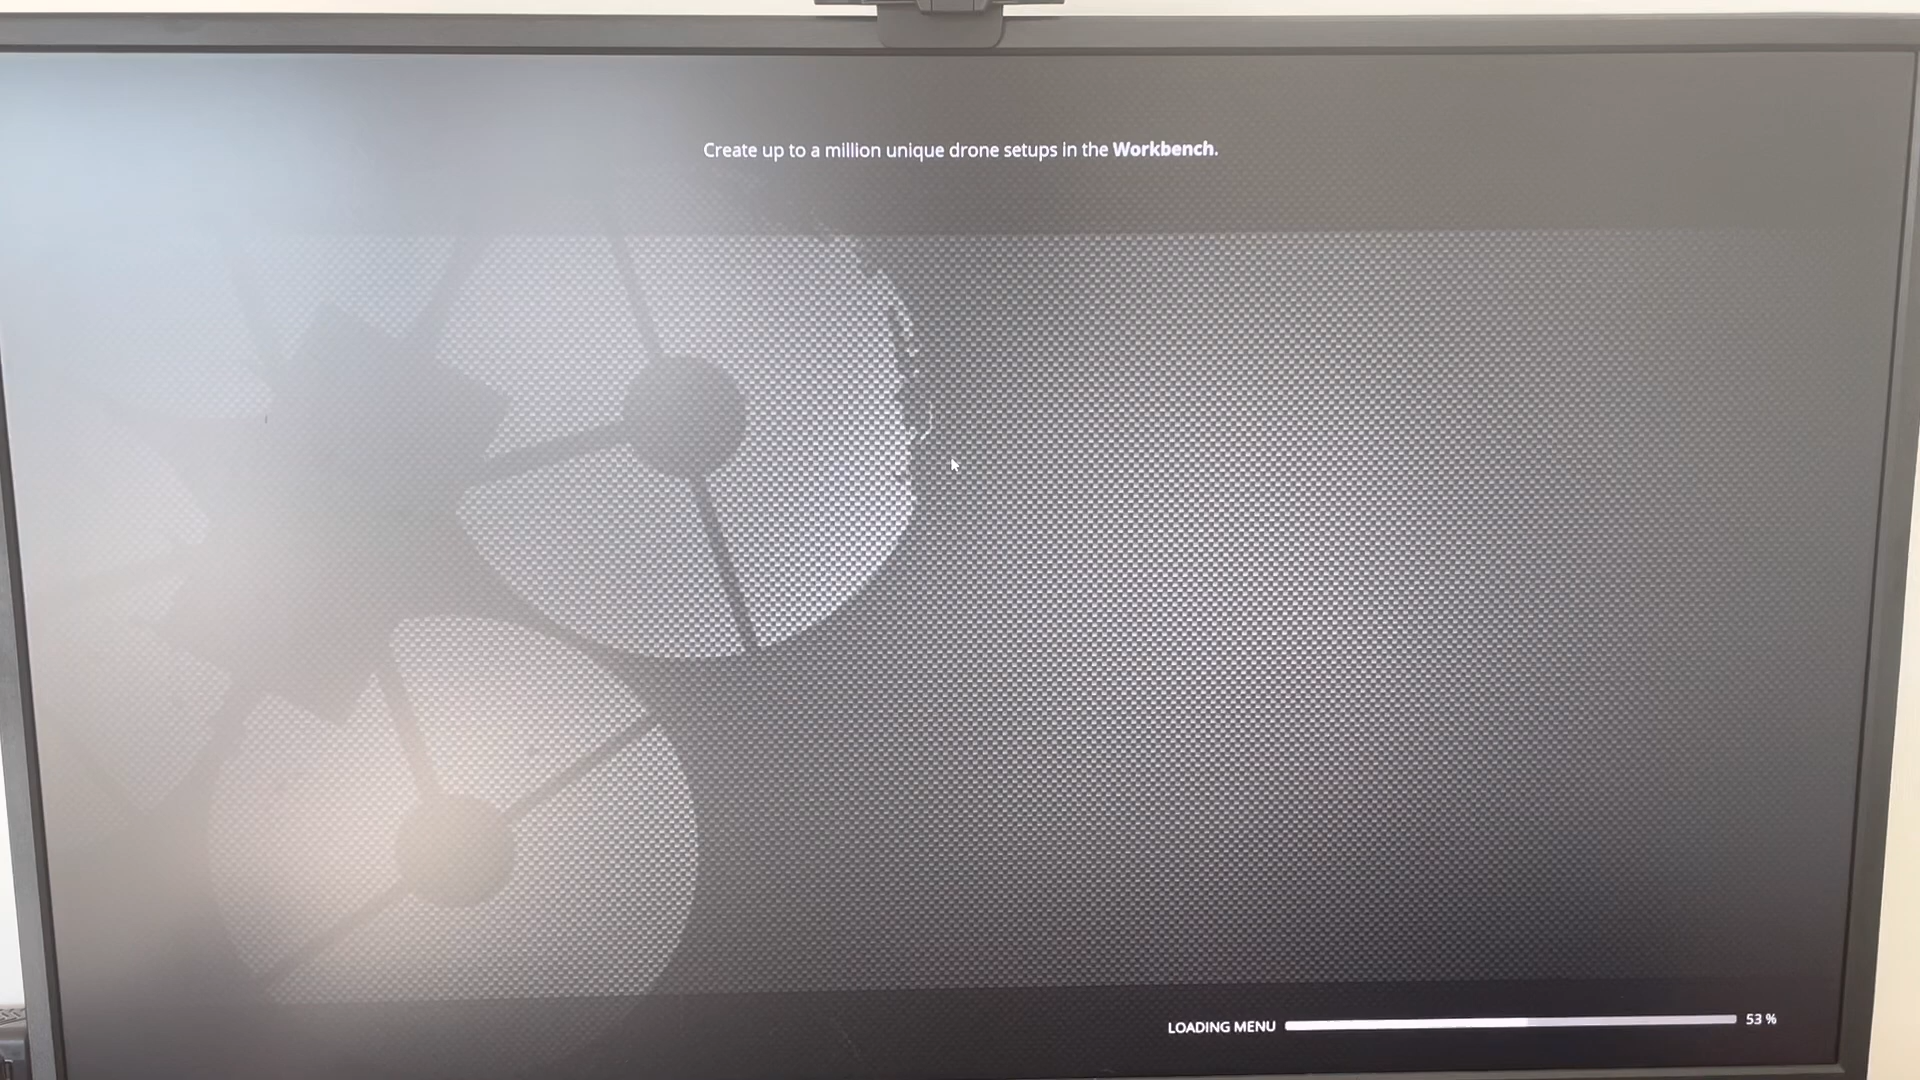 Create up to a million unique drone setups in the Workbench.
LOADING MENU 53 %